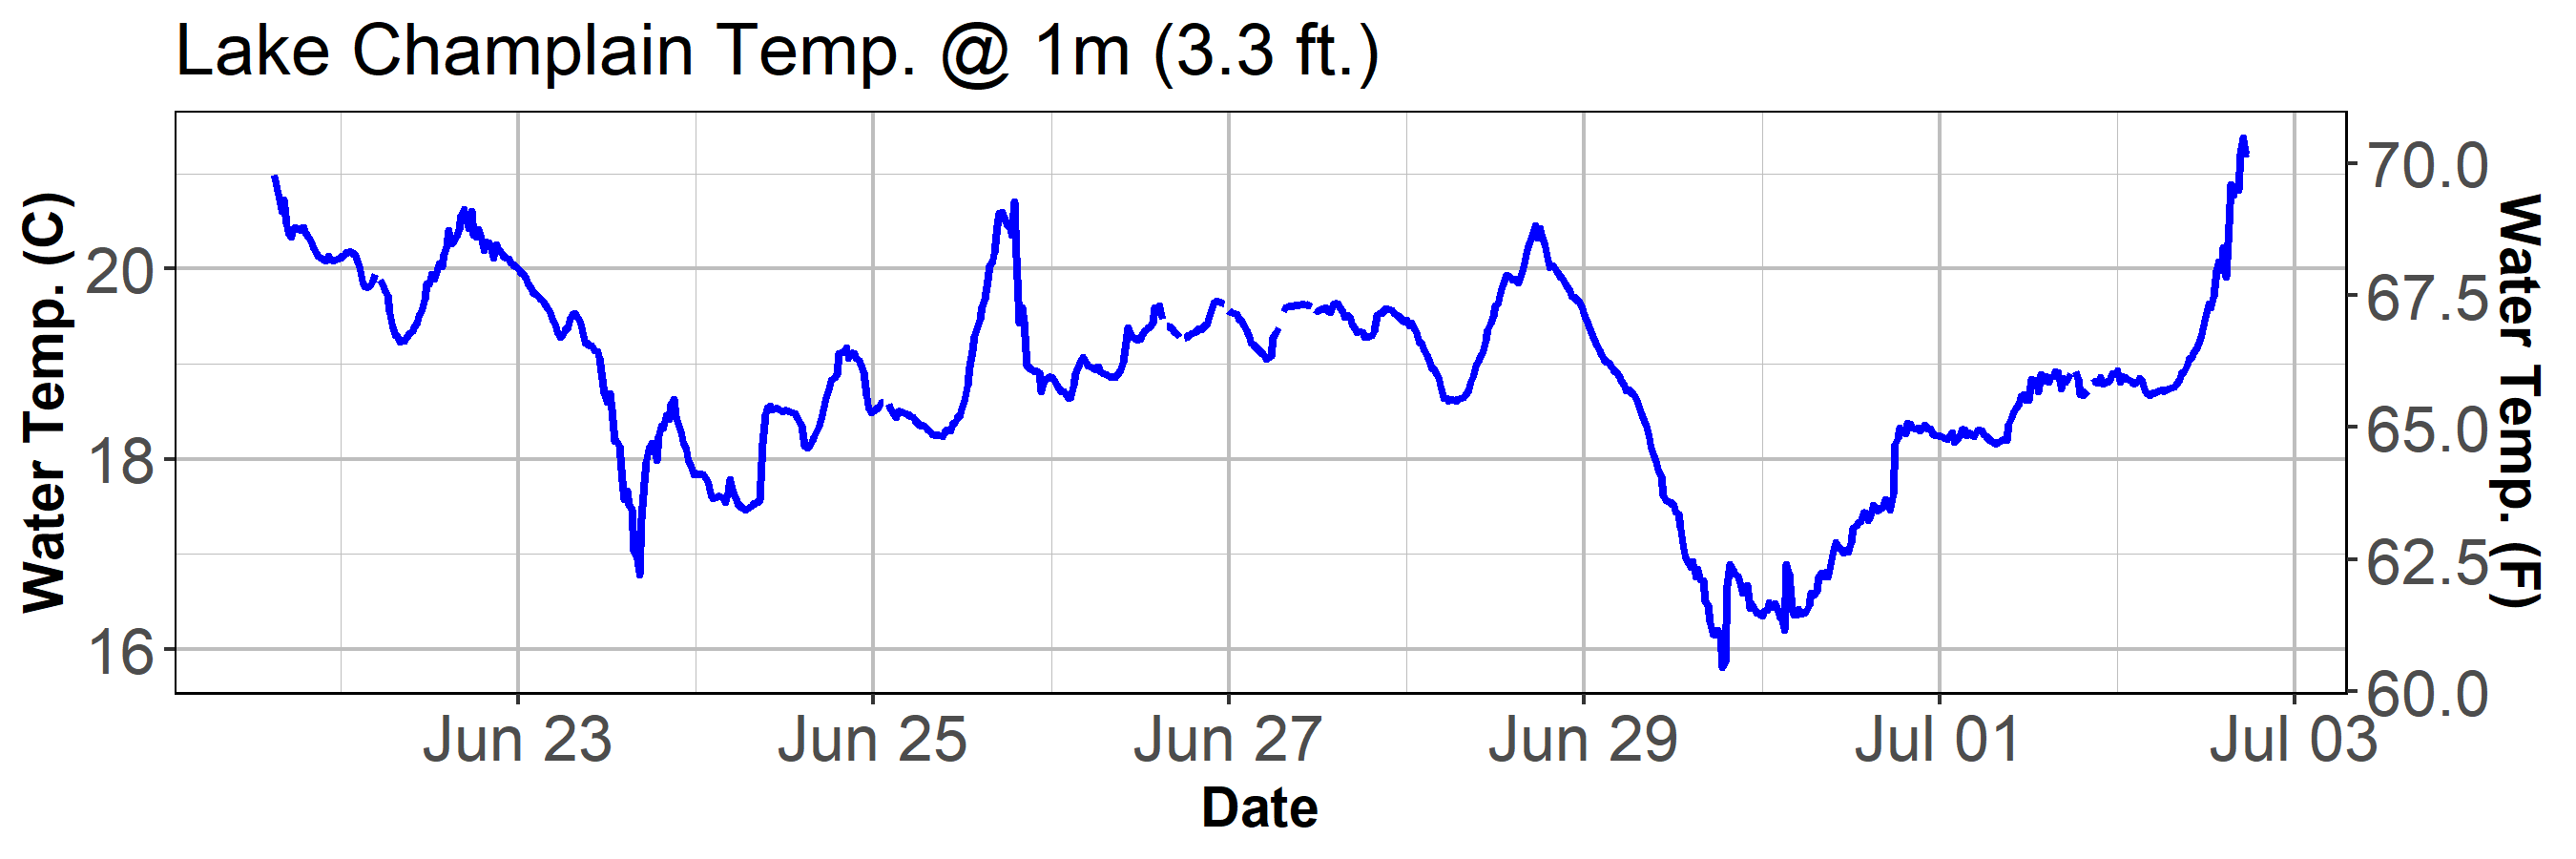 Lake Champlain Temp. @ 1m (3.3 ft.)
Water Temp. (C)
20
18
16
70.0
67.5
65.0
62.5
60.0
Water Temp. (F)
Jun 23 Jun 25 Jun 27 Jun 29 Jul 01 Jul 03
Date